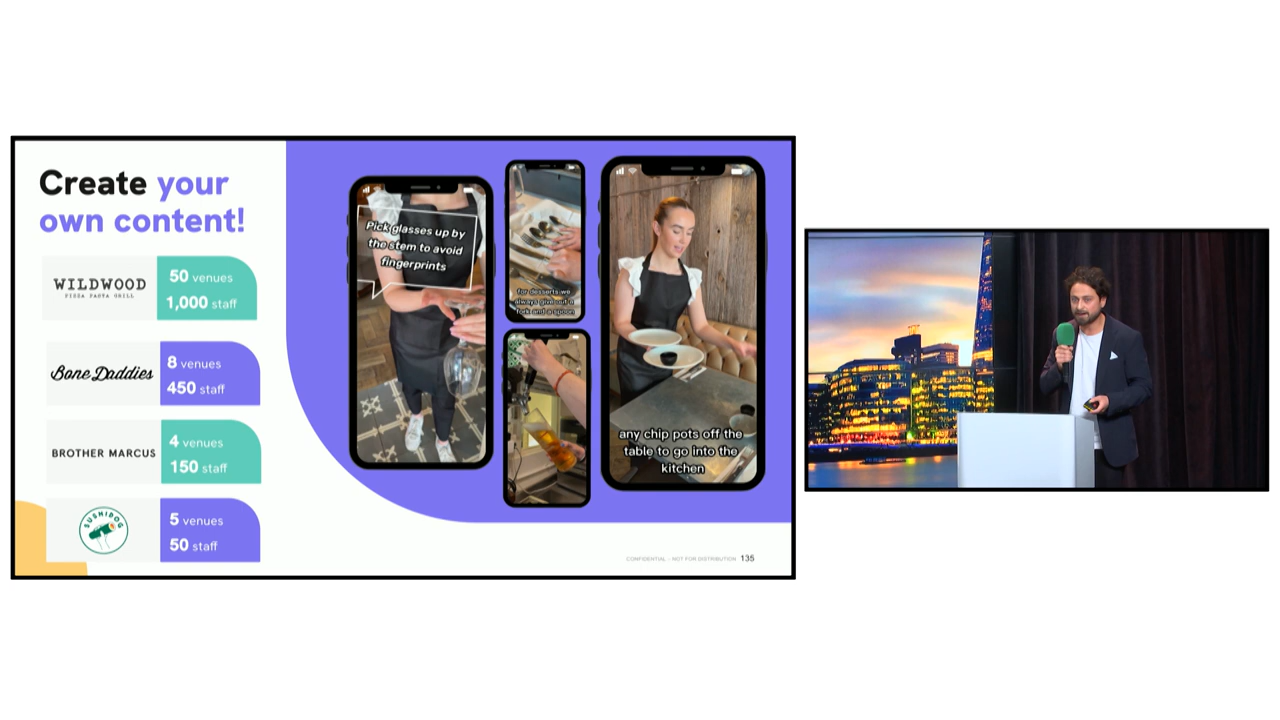 Create your
own content!
WILDWOOD
PIZZA PASTA GRILL
50 venues
1,000 staff
Bone Daddies
8 venues
450 staff
BROTHER MARCUS
4 venues
150 staff
SUSHIDOG
5 venues
50 staff
Pick glasses up by
the stem to avoid
fingerprints
for desserts we
always give out a
fork and a spoon
any chip pots off the
table to go into the
kitchen
CONFIDENTIAL – NOT FOR DISTRIBUTION 135